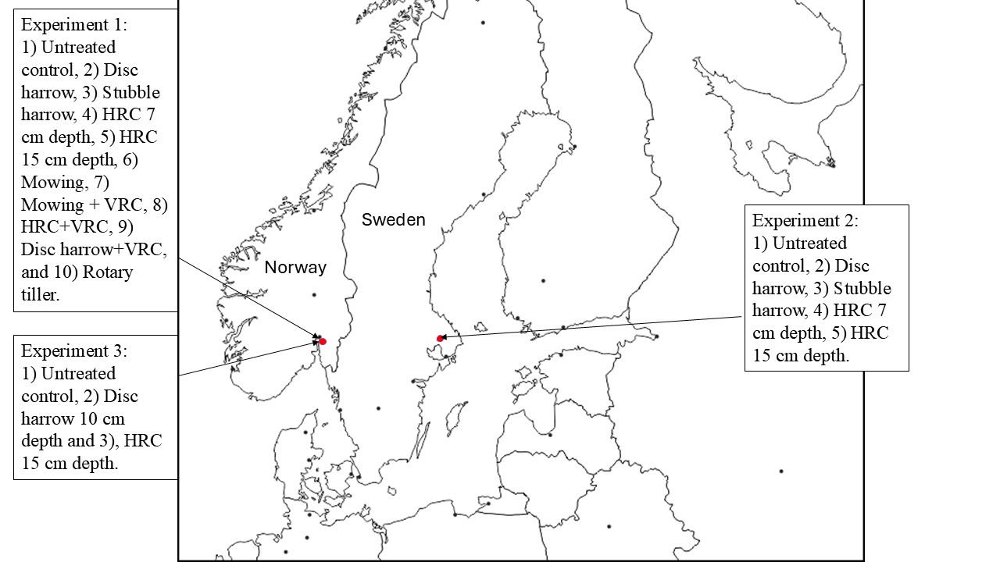 Experiment 1:
1) Untreated
control, 2) Disc
harrow, 3) Stubble
harrow, 4) HRC 7
cm depth, 5) HRC
15 cm depth, 6)
Mowing, 7)
Mowing + VRC, 8)
HRC+VRC, 9)
Disc harrow+VRC,
and 10) Rotary
tiller.
Experiment 3:
1) Untreated
control, 2) Disc
harrow 10 cm
depth and 3), HRC
15 cm depth.
Sweden
Norway
Experiment 2:
1) Untreated
control, 2) Disc
harrow, 3) Stubble
harrow, 4) HRC 7
cm depth, 5) HRC
15 cm depth.